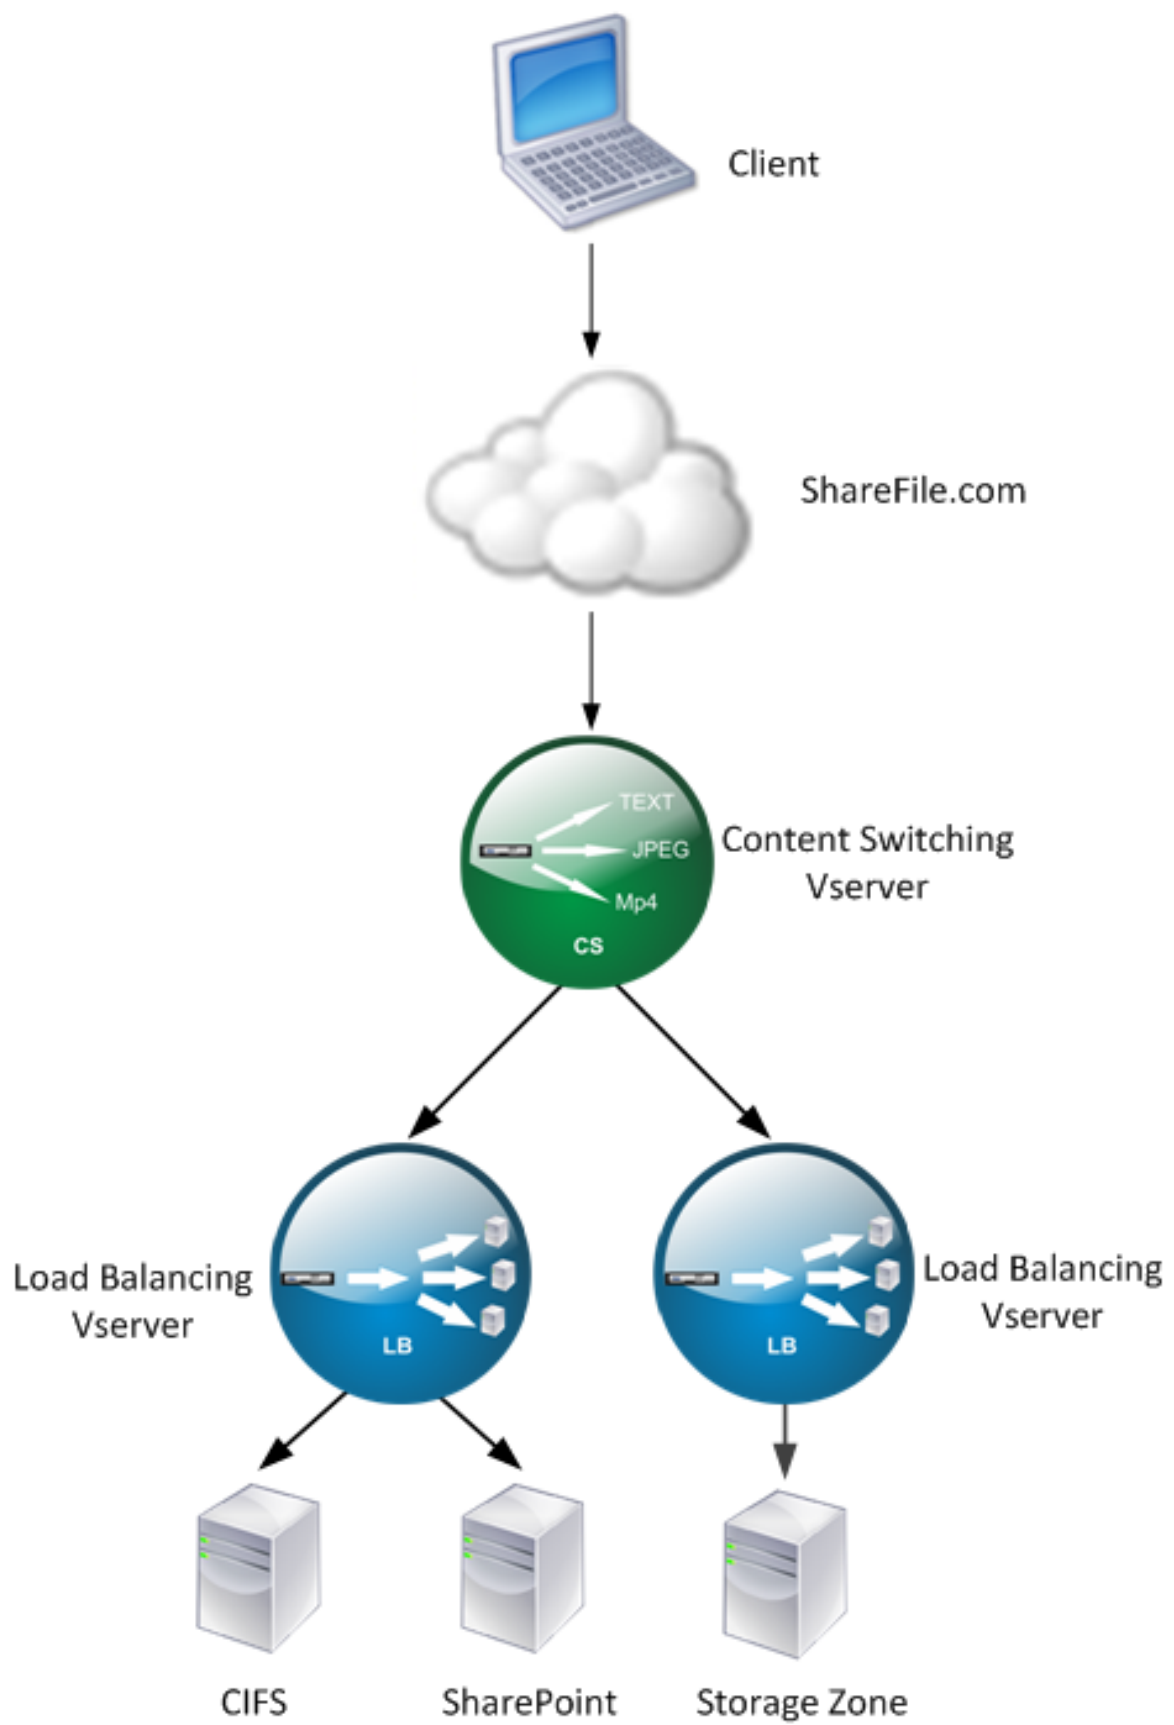 Client
ShareFile.com
TEXT
JPEG
Mp4
CS
Content Switching
Vserver
Load Balancing
Vserver
LB
LB
Load Balancing
Vserver
CIFS
SharePoint
Storage Zone